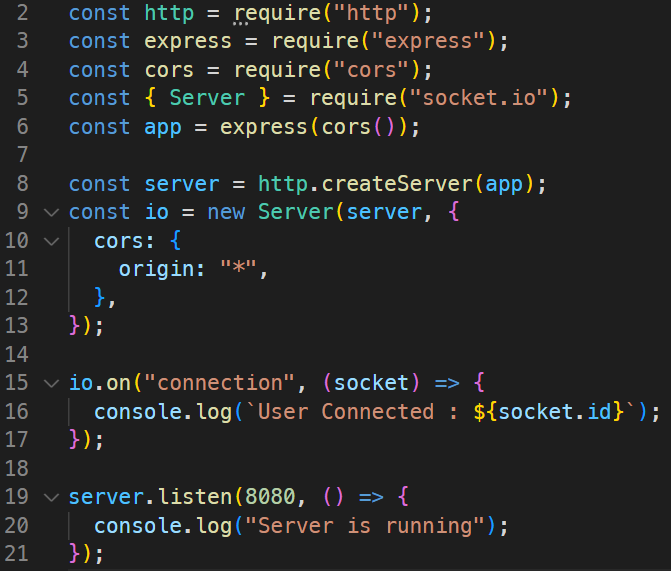 2 const http = require("http");
3 const express = require("express");
4 const cors = require("cors");
5 const { Server } = require("socket.io");
6 const app = express(cors());
7
8 const server = http.createServer(app);
9 const io = new Server(server, {
10   cors: {
11     origin: "*",
12   },
13 });
14
15 io.on("connection", (socket) => {
16   console.log(`User Connected : ${socket.id}`);
17 });
18
19 server.listen(8080, () => {
20   console.log("Server is running");
21 });